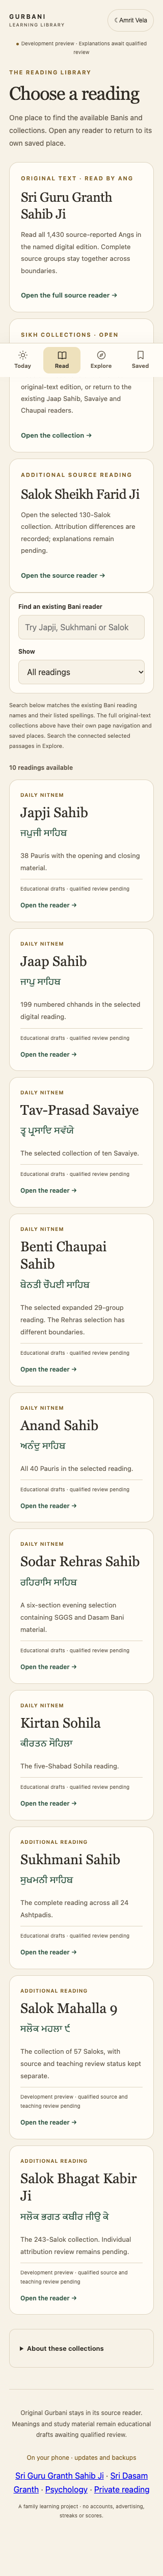 GURBANI
LEARNING LIBRARY
☾ Amrit Vela
Development preview · Explanations await qualified
review
THE READING LIBRARY
Choose a reading
One place to find the available Banis and
collections. Open any reader to return to its
own saved place.
ORIGINAL TEXT · READ BY ANG
Sri Guru Granth
Sahib Ji
Read all 1,430 source-reported Angs in
the named digital edition. Complete
source groups stay together across
boundaries.
Open the full source reader →
SIKH COLLECTIONS · OPEN
Today
Read
Explore
Saved
original-text edition, or return to the
existing Jaap Sahib, Savaiye and
Chaupai readers.
Open the collection →
ADDITIONAL SOURCE READING
Salok Sheikh Farid Ji
Open the selected 130-Salok
collection. Attribution differences are
recorded; explanations remain
pending.
Open the source reader →
Find an existing Bani reader
Try Japji, Sukhmani or Salok
Show
All readings
Search below matches the existing Bani reading
names and their listed spellings. The full original-text
collections above have their own page navigation and
saved places. Search the connected selected
passages in Explore.
10 readings available
DAILY NITNEM
Japji Sahib
ਜਪੁਜੀ ਸਾਹਿਬ
38 Pauris with the opening and closing
material.
Educational drafts · qualified review pending
Open the reader →
DAILY NITNEM
Jaap Sahib
ਜਾਪੁ ਸਾਹਿਬ
199 numbered chhands in the selected
digital reading.
Educational drafts · qualified review pending
Open the reader →
DAILY NITNEM
Tav-Prasad Savaiye
ਤ੍ਵ ਪ੍ਰਸਾਦਿ ਸਵੱਯੇ
The selected collection of ten Savaiye.
Educational drafts · qualified review pending
Open the reader →
DAILY NITNEM
Benti Chaupai
Sahib
ਬੇਨਤੀ ਚੌਪਈ ਸਾਹਿਬ
The selected expanded 29-group
reading. The Rehras selection has
different boundaries.
Educational drafts · qualified review pending
Open the reader →
DAILY NITNEM
Anand Sahib
ਅਨੰਦੁ ਸਾਹਿਬ
All 40 Pauris in the selected reading.
Educational drafts · qualified review pending
Open the reader →
DAILY NITNEM
Sodar Rehras Sahib
ਰਹਿਰਾਸਿ ਸਾਹਿਬ
A six-section evening selection
containing SGGS and Dasam Bani
material.
Educational drafts · qualified review pending
Open the reader →
DAILY NITNEM
Kirtan Sohila
ਕੀਰਤਨ ਸੋਹਿਲਾ
The five-Shabad Sohila reading.
Educational drafts · qualified review pending
Open the reader →
ADDITIONAL READING
Sukhmani Sahib
ਸੁਖਮਨੀ ਸਾਹਿਬ
The complete reading across all 24
Ashtpadis.
Educational drafts · qualified review pending
Open the reader →
ADDITIONAL READING
Salok Mahalla 9
ਸਲੋਕ ਮਹਲਾ ੯
The collection of 57 Saloks, with
source and teaching review status kept
separate.
Development preview · qualified source and
teaching review pending
Open the reader →
ADDITIONAL READING
Salok Bhagat Kabir
Ji
ਸਲੋਕ ਭਗਤ ਕਬੀਰ ਜੀਉ ਕੇ
The 243-Salok collection. Individual
attribution review remains pending.
Development preview · qualified source and
teaching review pending
Open the reader →
About these collections
Original Gurbani stays in its source reader.
Meanings and study material remain educational
drafts awaiting qualified review.
On your phone · updates and backups
Sri Guru Granth Sahib Ji · Sri Dasam
Granth · Psychology · Private reading
A family learning project · no accounts, advertising,
streaks or scores.